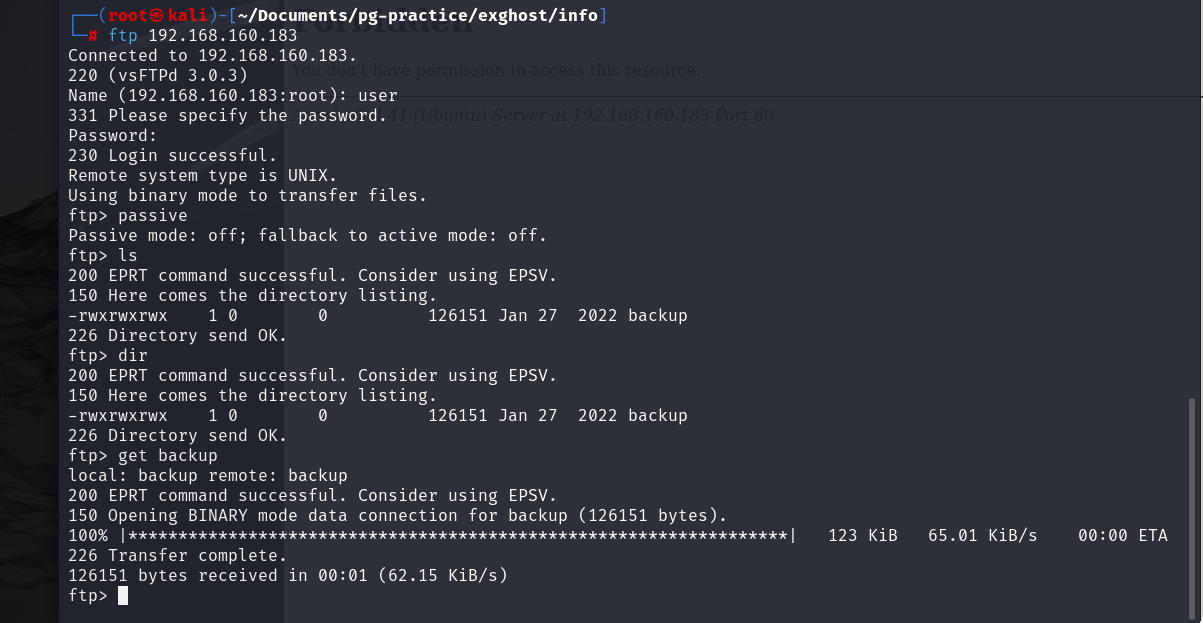 ┌──(root㉿kali)-[~/Documents/pg-practice/exghost/info]
└─# ftp 192.168.160.183
Connected to 192.168.160.183.
220 (vsFTPd 3.0.3)
Name (192.168.160.183:root): user
331 Please specify the password.
Password:
230 Login successful.
Remote system type is UNIX.
Using binary mode to transfer files.
ftp> passive
Passive mode: off; fallback to active mode: off.
ftp> ls
200 EPRT command successful. Consider using EPSV.
150 Here comes the directory listing.
-rwxrwxrwx    1 0        0          126151 Jan 27  2022 backup
226 Directory send OK.
ftp> dir
200 EPRT command successful. Consider using EPSV.
150 Here comes the directory listing.
-rwxrwxrwx    1 0        0          126151 Jan 27  2022 backup
226 Directory send OK.
ftp> get backup
local: backup remote: backup
200 EPRT command successful. Consider using EPSV.
150 Opening BINARY mode data connection for backup (126151 bytes).
100% |******************************************************************|   123 KiB   65.01 KiB/s    00:00 ETA
226 Transfer complete.
126151 bytes received in 00:01 (62.15 KiB/s)
ftp>
Forbidden
You don't have permission to access this resource.
41 (Ubuntu) Server at 192.168.160.183 Port 80